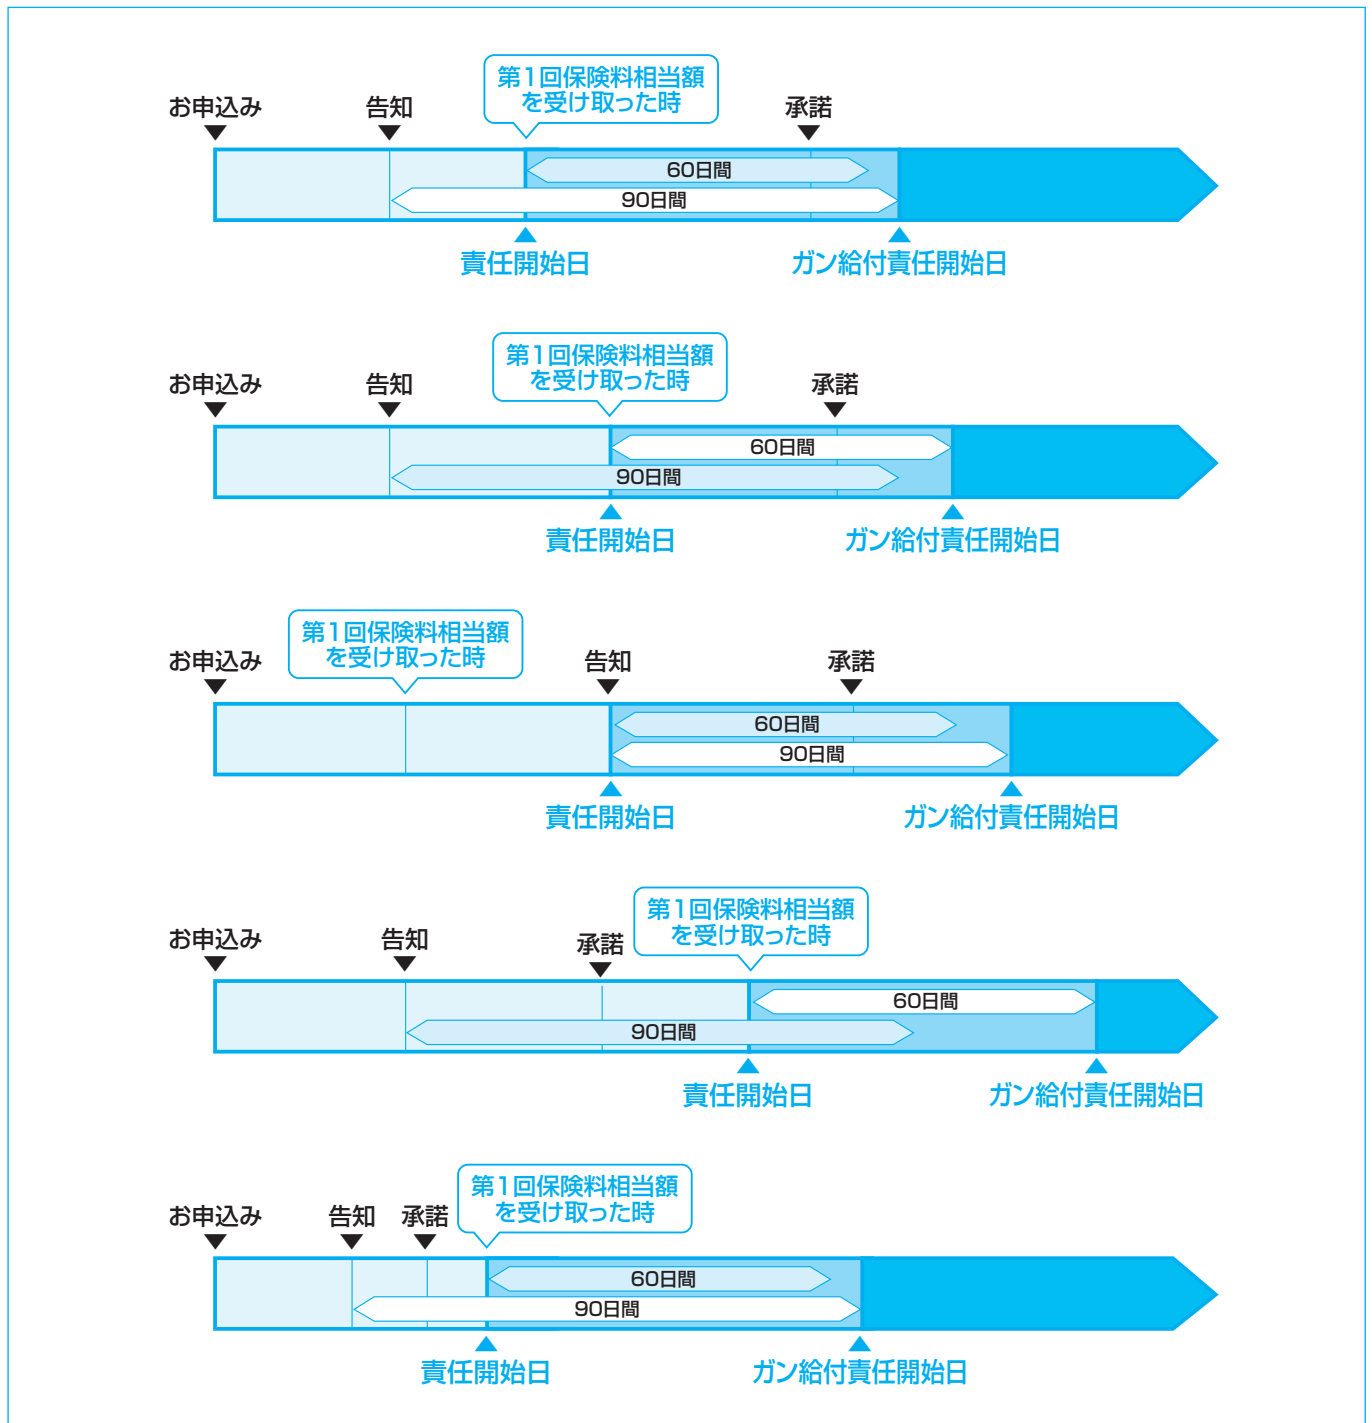 第1回保険料相当額
を受け取った時
お申込み
告知
承諾
60日間
90日間
責任開始日
ガン給付責任開始日
第1回保険料相当額
を受け取った時
お申込み
告知
承諾
60日間
90日間
責任開始日
ガン給付責任開始日
第1回保険料相当額
を受け取った時
お申込み
告知
承諾
60日間
90日間
責任開始日
ガン給付責任開始日
第1回保険料相当額
を受け取った時
お申込み
告知
承諾
60日間
90日間
責任開始日
ガン給付責任開始日
第1回保険料相当額
を受け取った時
お申込み
告知
承諾
60日間
90日間
責任開始日
ガン給付責任開始日